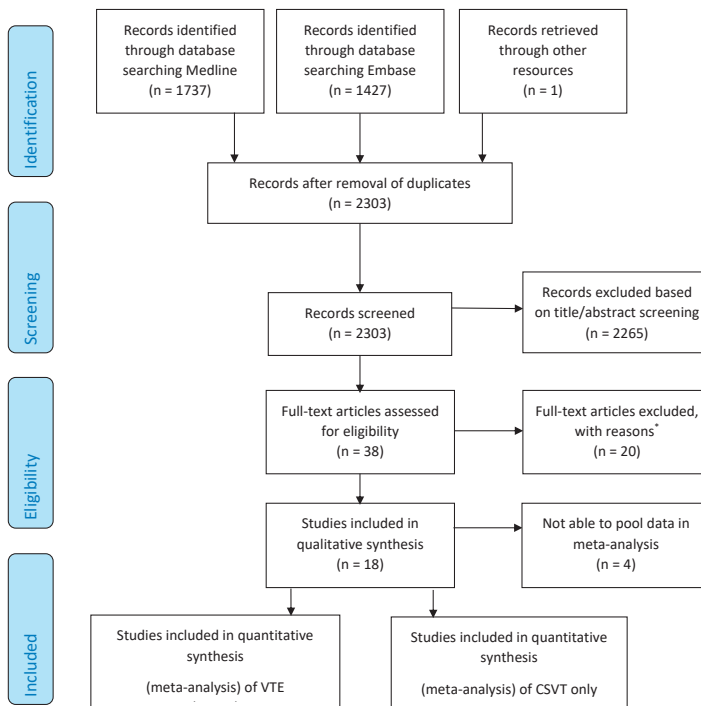 Identification
Records identified
through database
searching Medline
(n = 1737)
Records identified
through database
searching Embase
(n = 1427)
Records retrieved
through other
resources
(n = 1)
Records after removal of duplicates
(n = 2303)
Screening
Records screened
(n = 2303)
Records excluded based
on title/abstract screening
(n = 2265)
Eligibility
Full-text articles assessed
for eligibility
(n = 38)
Full-text articles excluded,
with reasons*
(n = 20)
Studies included in
qualitative synthesis
(n = 18)
Not able to pool data in
meta-analysis
(n = 4)
Included
Studies included in quantitative
synthesis
(meta-analysis) of VTE
Studies included in quantitative
synthesis
(meta-analysis) of CSVT only